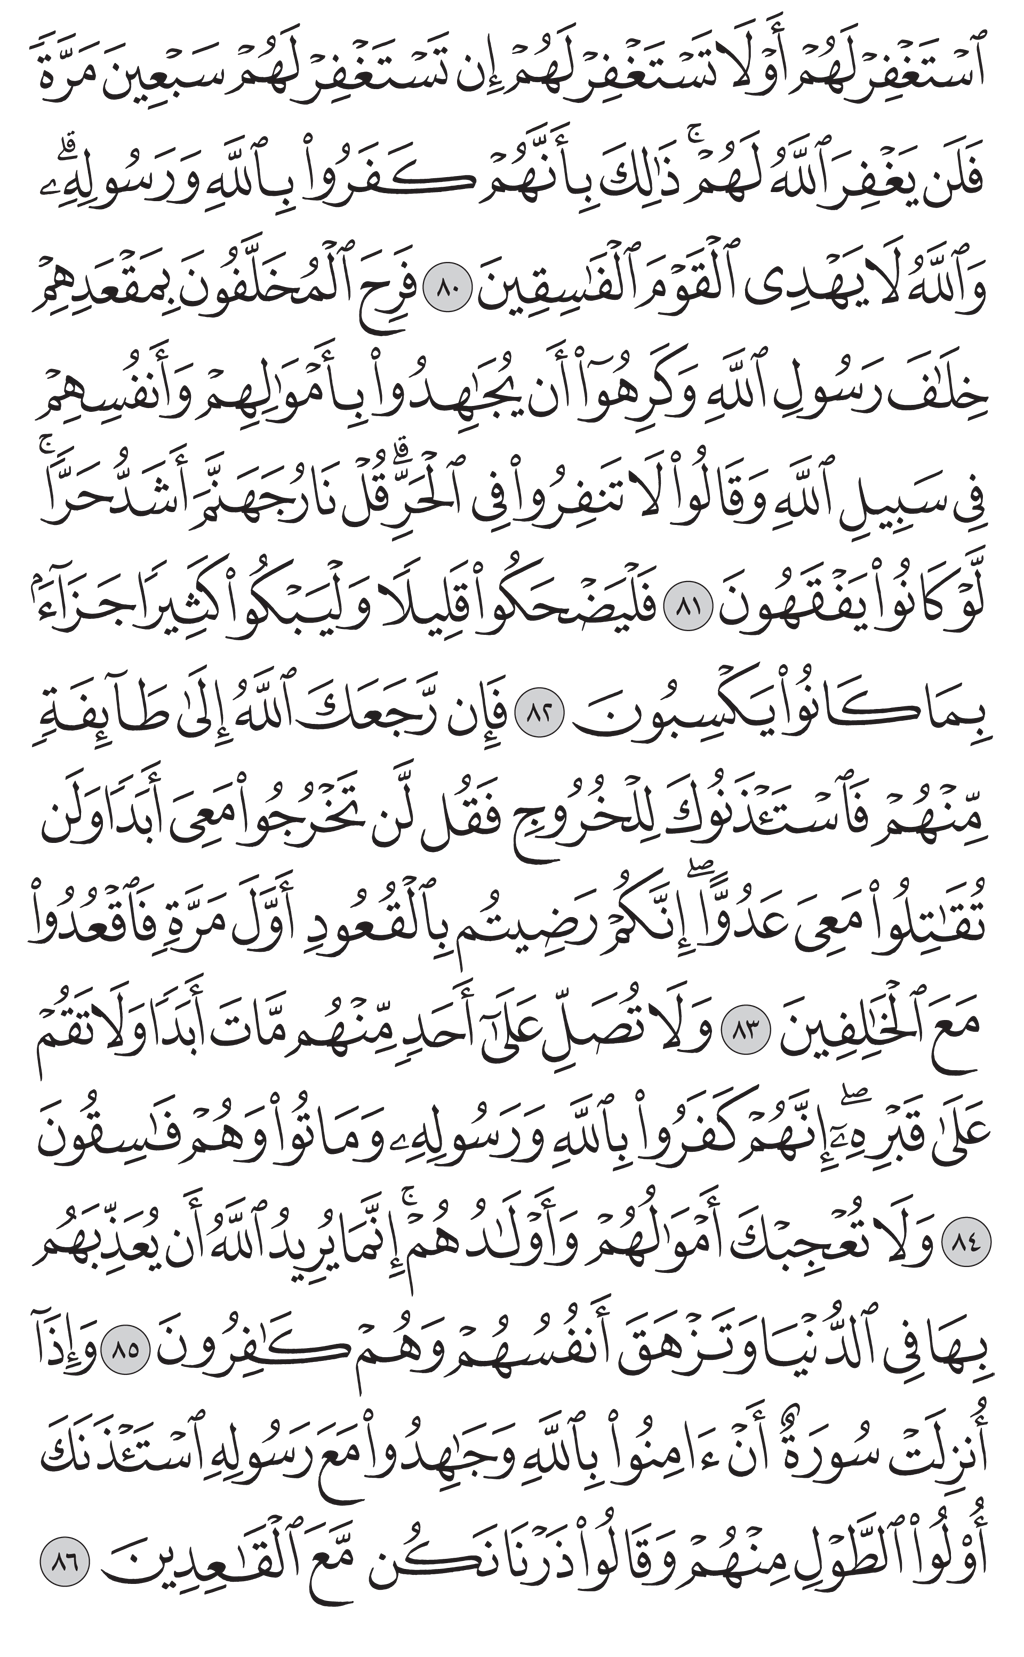 ٱسۡتَغۡفِرۡ لَهُمۡ أَوۡ لَا تَسۡتَغۡفِرۡ لَهُمۡ إِن تَسۡتَغۡفِرۡ لَهُمۡ سَبۡعِينَ مَرَّةٗ
فَلَن يَغۡفِرَ ٱللَّهُ لَهُمۡۚ ذَٰلِكَ بِأَنَّهُمۡ كَفَرُواْ بِٱللَّهِ وَرَسُولِهِۦۗ
وَٱللَّهُ لَا يَهۡدِي ٱلۡقَوۡمَ ٱلۡفَٰسِقِينَ ٨٠ فَرِحَ ٱلۡمُخَلَّفُونَ بِمَقۡعَدِهِمۡ
خِلَٰفَ رَسُولِ ٱللَّهِ وَكَرِهُوٓاْ أَن يُجَٰهِدُواْ بِأَمۡوَٰلِهِمۡ وَأَنفُسِهِمۡ
فِي سَبِيلِ ٱللَّهِ وَقَالُواْ لَا تَنفِرُواْ فِي ٱلۡحَرِّۗ قُلۡ نَارُ جَهَنَّمَ أَشَدُّ حَرّٗاۚ
لَّوۡ كَانُواْ يَفۡقَهُونَ ٨١ فَلۡيَضۡحَكُواْ قَلِيلٗا وَلۡيَبۡكُواْ كَثِيرٗا جَزَآءَۢ
بِمَا كَانُواْ يَكۡسِبُونَ ٨٢ فَإِن رَّجَعَكَ ٱللَّهُ إِلَىٰ طَآئِفَةٖ
مِّنۡهُمۡ فَٱسۡتَـٔۡذَنُوكَ لِلۡخُرُوجِ فَقُل لَّن تَخۡرُجُواْ مَعِيَ أَبَدٗا وَلَن
تُقَٰتِلُواْ مَعِيَ عَدُوًّاۖ إِنَّكُمۡ رَضِيتُم بِٱلۡقُعُودِ أَوَّلَ مَرَّةٖ فَٱقۡعُدُواْ
مَعَ ٱلۡخَٰلِفِينَ ٨٣ وَلَا تُصَلِّ عَلَىٰٓ أَحَدٖ مِّنۡهُم مَّاتَ أَبَدٗا وَلَا تَقُمۡ
عَلَىٰ قَبۡرِهِۦٓۖ إِنَّهُمۡ كَفَرُواْ بِٱللَّهِ وَرَسُولِهِۦ وَمَاتُواْ وَهُمۡ فَٰسِقُونَ
٨٤ وَلَا تُعۡجِبۡكَ أَمۡوَٰلُهُمۡ وَأَوۡلَٰدُهُمۡۚ إِنَّمَا يُرِيدُ ٱللَّهُ أَن يُعَذِّبَهُم
بِهَا فِي ٱلدُّنۡيَا وَتَزۡهَقَ أَنفُسُهُمۡ وَهُمۡ كَٰفِرُونَ ٨٥ وَإِذَآ
أُنزِلَتۡ سُورَةٌ أَنۡ ءَامِنُواْ بِٱللَّهِ وَجَٰهِدُواْ مَعَ رَسُولِهِ ٱسۡتَـٔۡذَنَكَ
أُوْلُواْ ٱلطَّوۡلِ مِنۡهُمۡ وَقَالُواْ ذَرۡنَا نَكُن مَّعَ ٱلۡقَٰعِدِينَ ٨٦